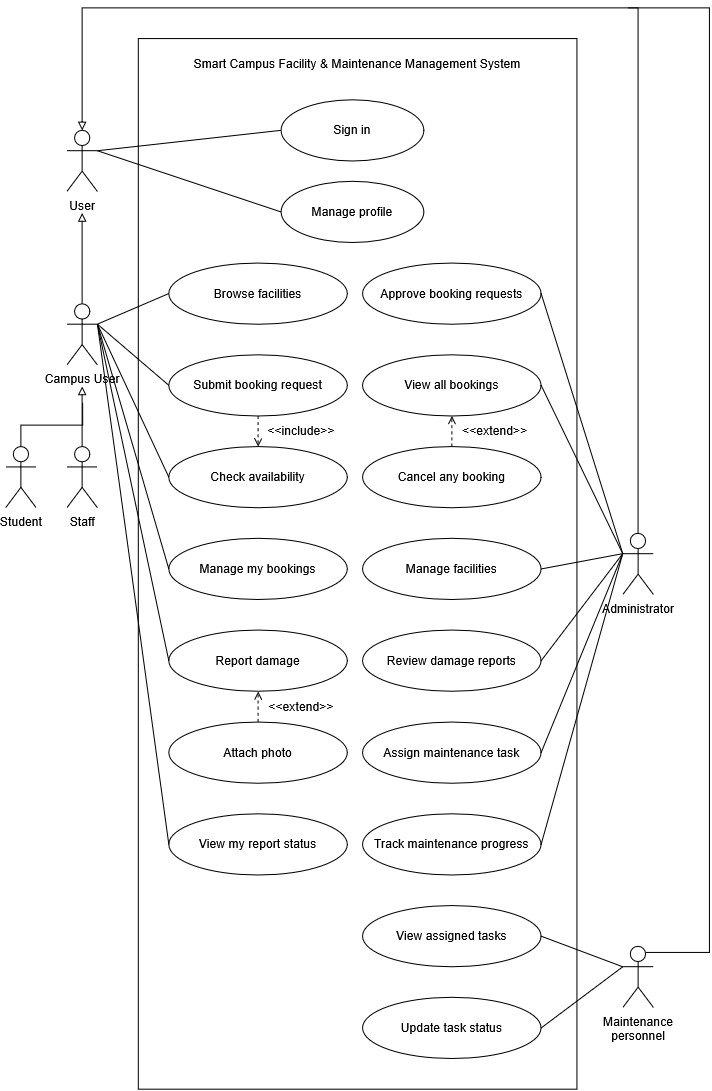 Smart Campus Facility & Maintenance Management System
Sign in
User
Manage profile
Browse facilities
Approve booking requests
Campus User
Submit booking request
View all bookings
<<include>>
<<extend>>
Check availability
Cancel any booking
Student
Staff
Manage my bookings
Manage facilities
Administrator
Report damage
Review damage reports
<<extend>>
Attach photo
Assign maintenance task
View my report status
Track maintenance progress
View assigned tasks
Maintenance
personnel
Update task status